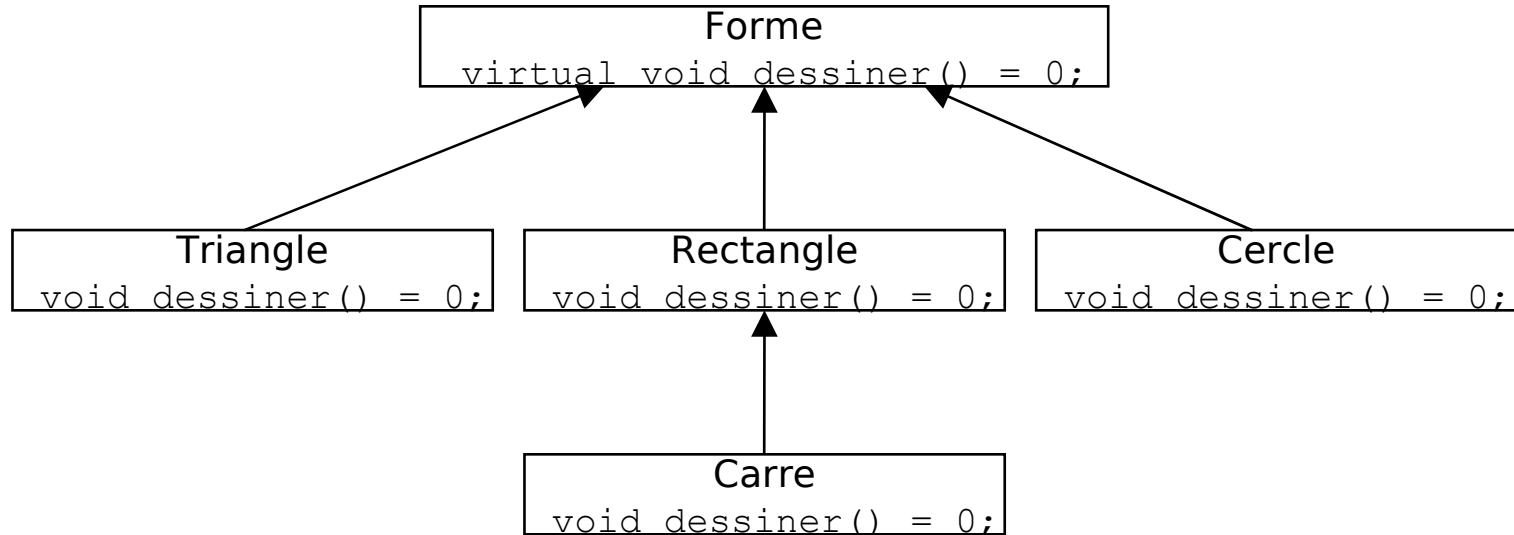 Forme
virtual void dessiner() = 0;
Triangle
void dessiner() = 0;
Rectangle
void dessiner() = 0;
Cercle
void dessiner() = 0;
Carre
void dessiner() = 0;